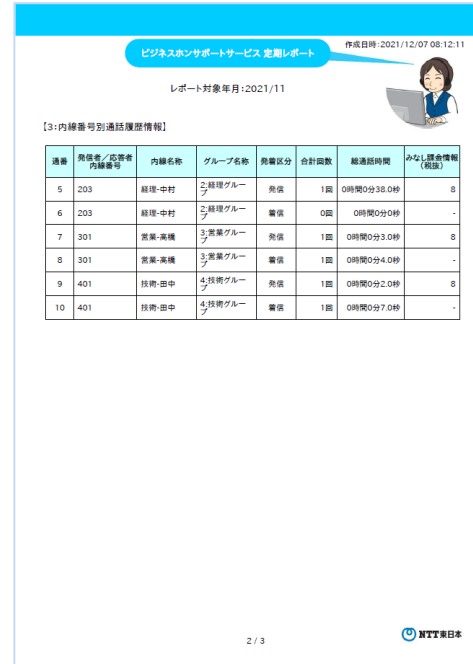 作成日時:2021/12/07 08:12:11
ビジネスホンサポートサービス 定期レポート
レポート対象年月:2021/11
【3:内線番号別通話履歴情報】
通番 発信者／応答者 内線番号 内線名称 グループ名称 発着区分 合計回数 総通話時間 みなし課金情報 (税抜)
5 203 経理-中村 2:経理グループ 発信 1回 0時間0分38.0秒 8
6 203 経理-中村 2:経理グループ 着信 0回 0時間0分0秒 -
7 301 営業-高橋 3:営業グループ 発信 1回 0時間0分3.0秒 8
8 301 営業-高橋 3:営業グループ 着信 1回 0時間0分4.0秒 -
9 401 技術-田中 4:技術グループ 発信 1回 0時間0分2.0秒 8
10 401 技術-田中 4:技術グループ 着信 1回 0時間0分7.0秒 -
2 / 3
NTT東日本